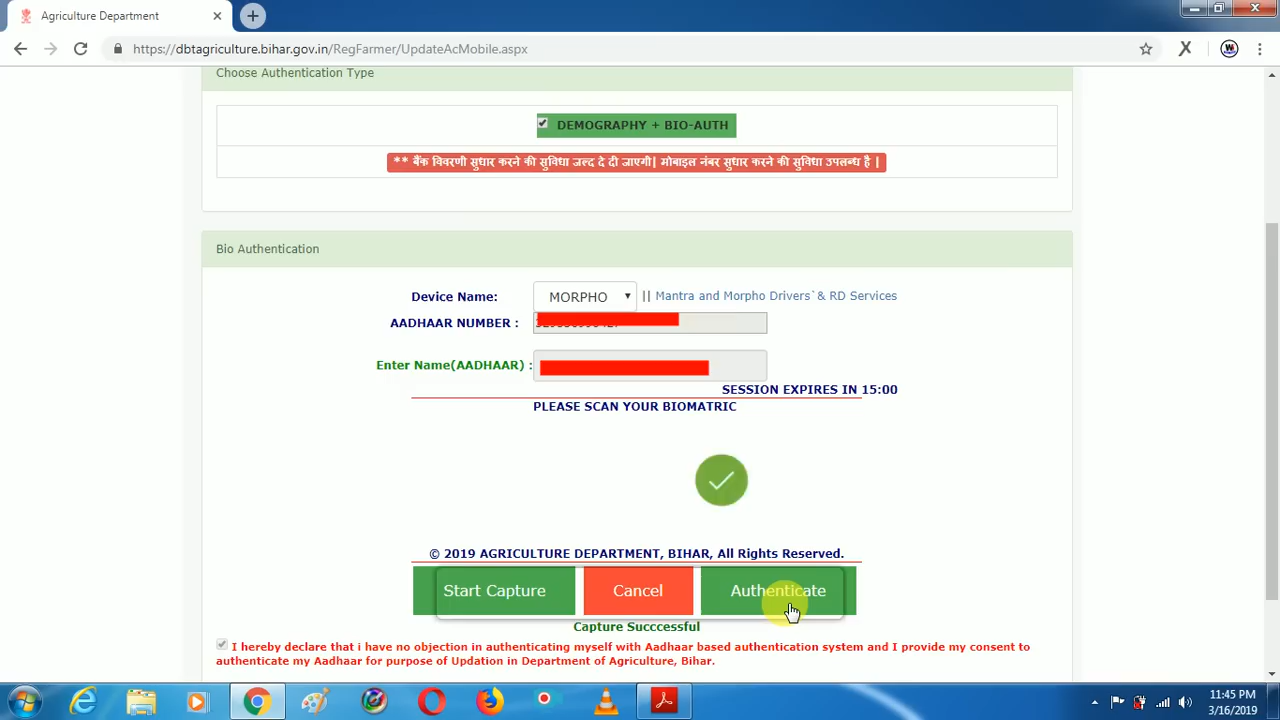 Agriculture Department
https://dbtagriculture.bihar.gov.in/RegFarmer/UpdateAcMobile.aspx
Choose Authentication Type
DEMOGRAPHY + BIO-AUTH
** बैंक विवरणी सुधार करने की सुविधा जल्द दे दी जाएगी| मोबाइल नंबर सुधार करने की सुविधा उपलब्ध है |
Bio Authentication
Device Name: MORPHO || Mantra and Morpho Drivers`& RD Services
AADHAAR NUMBER :
Enter Name(AADHAAR) :
SESSION EXPIRES IN 15:00
PLEASE SCAN YOUR BIOMATRIC
© 2019 AGRICULTURE DEPARTMENT, BIHAR, All Rights Reserved.
Start Capture Cancel Authenticate
Capture Succcessful
I hereby declare that i have no objection in authenticating myself with Aadhaar based authentication system and I provide my consent to
authenticate my Aadhaar for purpose of Updation in Department of Agriculture, Bihar.
11:45 PM
3/16/2019